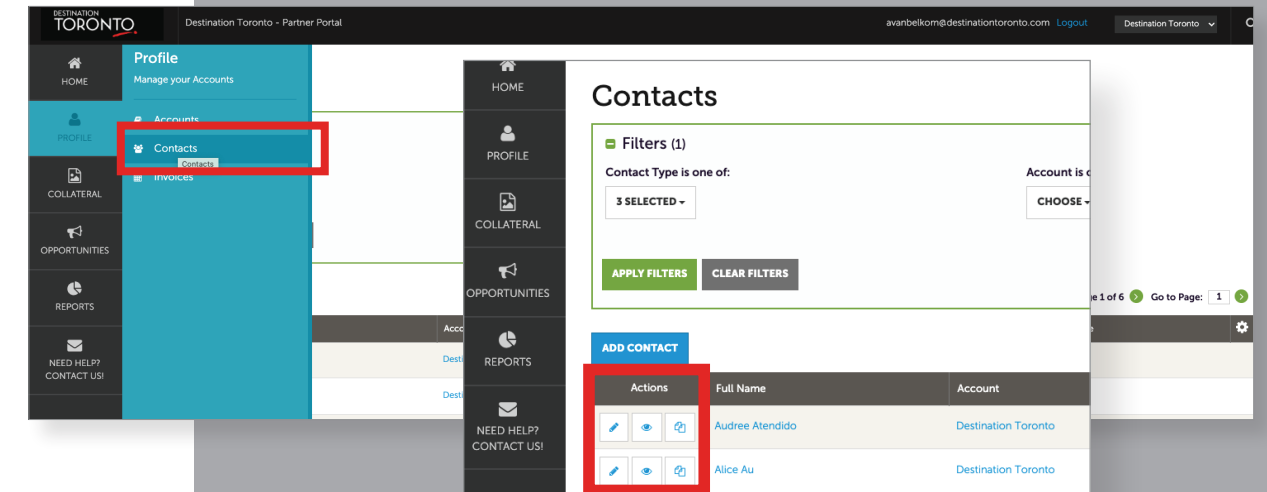 DESTINATION
TORONTO.
Destination Toronto - Partner Portal
avanbelkom@destinationtoronto.com Logout
Destination Toronto
HOME
PROFILE
COLLATERAL
OPPORTUNITIES
REPORTS
NEED HELP?
CONTACT US!
Profile
Manage your Accounts
Accounts
Contacts
Contacts
Invoices
1 of 6
Go to Page: 1
HOME
PROFILE
COLLATERAL
OPPORTUNITIES
REPORTS
NEED HELP?
CONTACT US!
Contacts
Filters (1)
Contact Type is one of:
Account is
3 SELECTED
CHOOSE
APPLY FILTERS
CLEAR FILTERS
ADD CONTACT
Actions
Full Name
Account
Audree Atendido
Destination Toronto
Alice Au
Destination Toronto